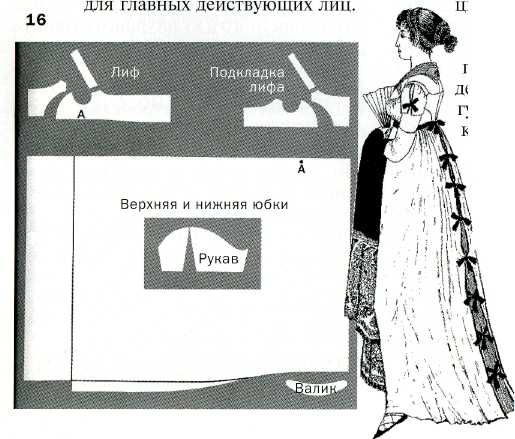 для главных действующих лиц.
16
Лиф
Подкладка
лифа
А
А
Верхняя и нижняя юбки
Рукав
Валик